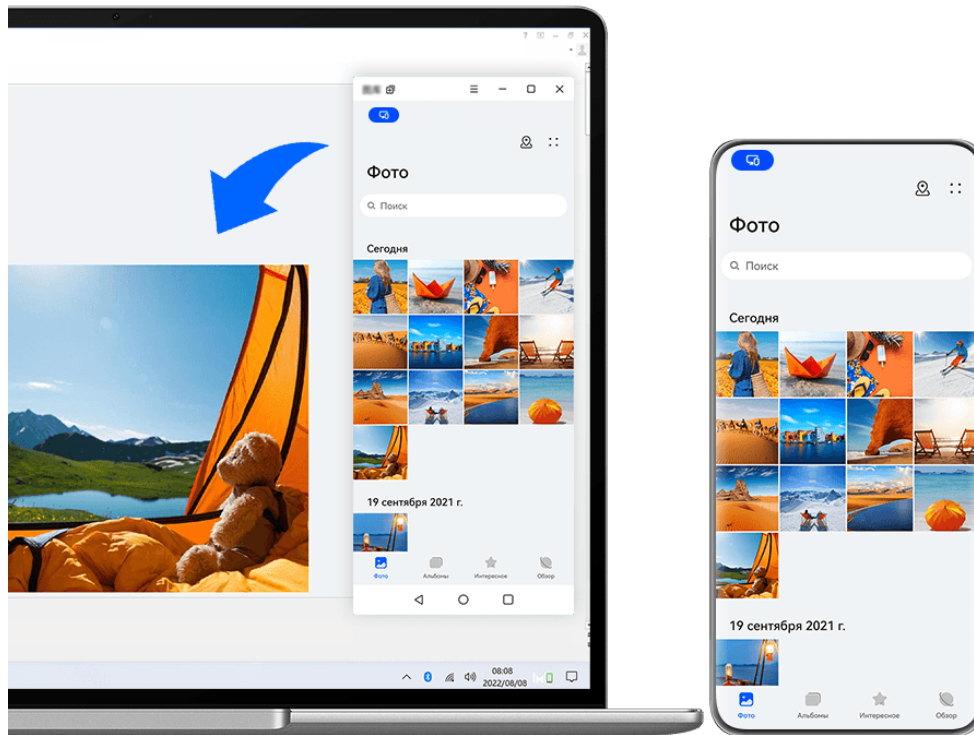 Фото
Поиск
Сегодня
19 сентября 2021 г.
Фото Альбомы Интересное Обзор
08:08
2022/08/08
Фото
Поиск
Сегодня
19 сентября 2021 г.
Фото Альбомы Интересное Обзор